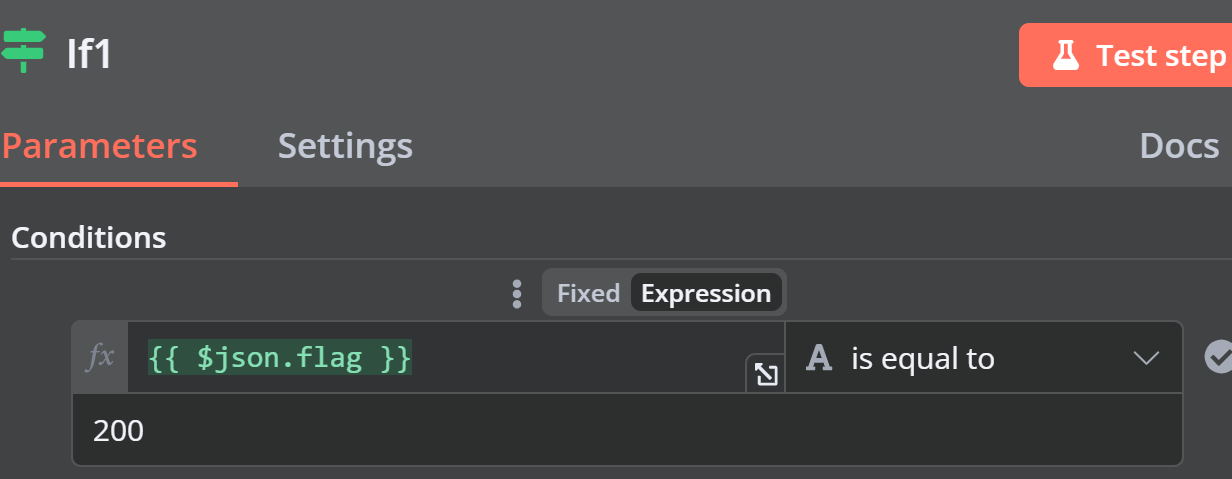 If1
Test step
Parameters Settings Docs
Conditions
Fixed Expression
fx {{ $json.flag }} A is equal to
200